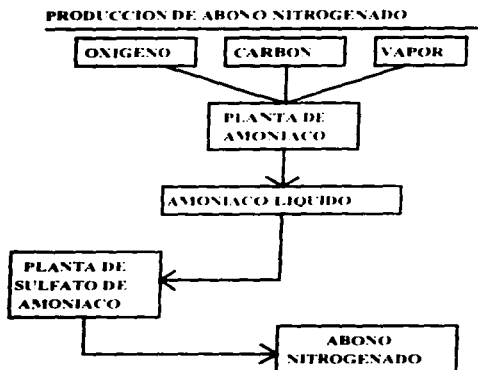 PRODUCCION DE ABONO NITROGENADO
OXIGENO
CARBON
VAPOR
PLANTA DE
AMONIACO
AMONIACO LIQUIDO
PLANTA DE
SULFATO DE
AMONIACO
ABONO
NITROGENADO